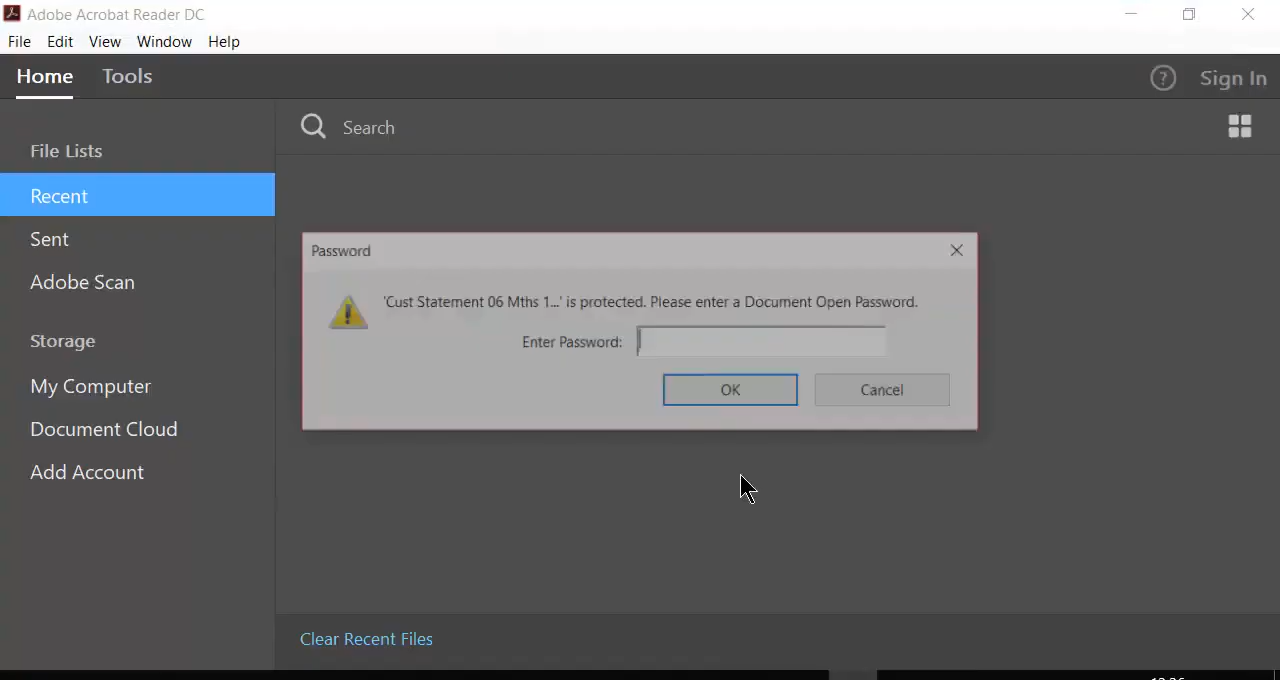 Adobe Acrobat Reader DC
File Edit View Window Help
Home Tools
? Sign In
Search
File Lists
Recent
Sent
Adobe Scan
Storage
My Computer
Document Cloud
Add Account
Password
'Cust Statement 06 Mths 1...' is protected. Please enter a Document Open Password.
Enter Password:
OK Cancel
Clear Recent Files